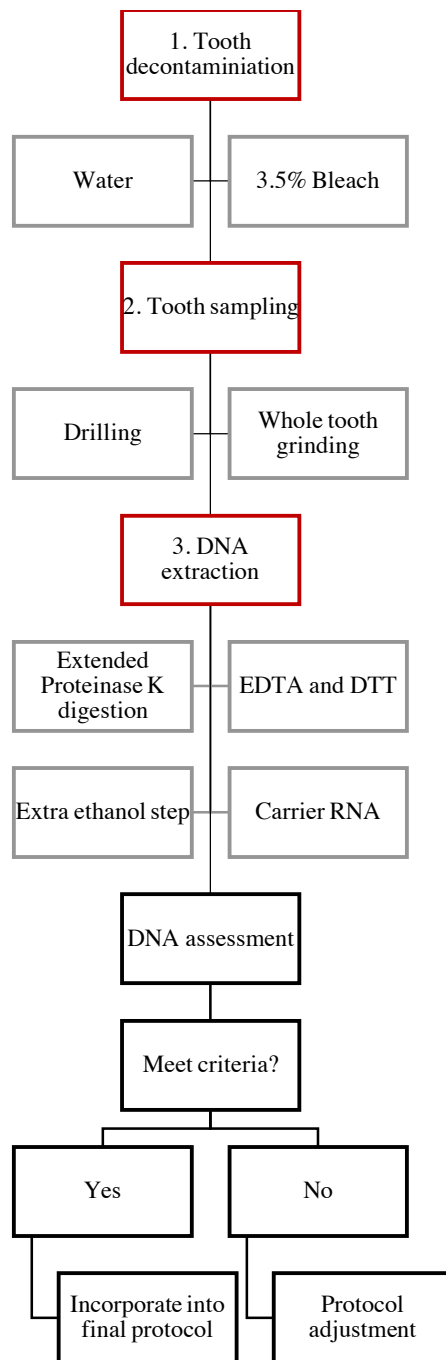 1. Tooth
decontaminiation
Water
3.5% Bleach
2. Tooth sampling
Drilling
Whole tooth
grinding
3. DNA
extraction
Extended
Proteinase K
digestion
EDTA and DTT
Extra ethanol step
Carrier RNA
DNA assessment
Meet criteria?
Yes
No
Incorporate into
final protocol
Protocol
adjustment